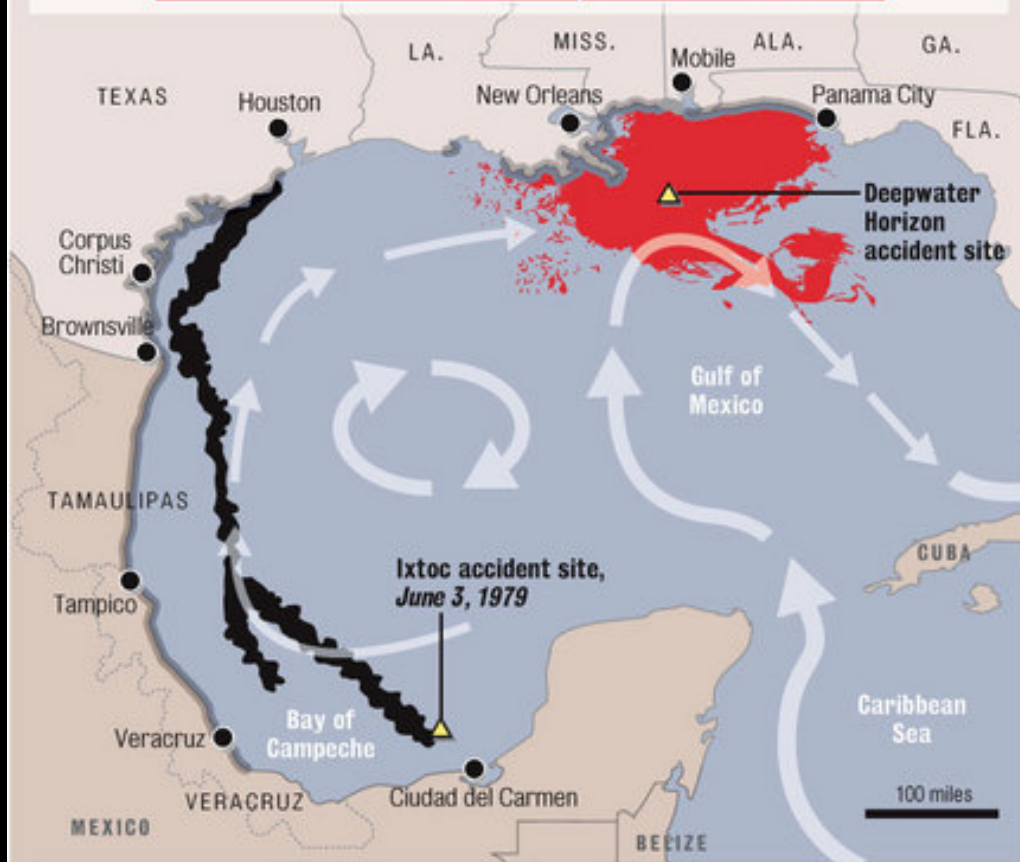 LA.
MISS.
ALA.
GA.
Mobile
TEXAS
Houston
New Orleans
Panama City
FLA.
Deepwater
Horizon
accident site
Corpus
Christi
Brownsville
Gulf of
Mexico
TAMAULIPAS
CUBA
Ixtoc accident site,
June 3, 1979
Tampico
Bay of
Campeche
Caribbean
Sea
Veracruz
VERACRUZ
Ciudad del Carmen
100 miles
MEXICO
BELIZE